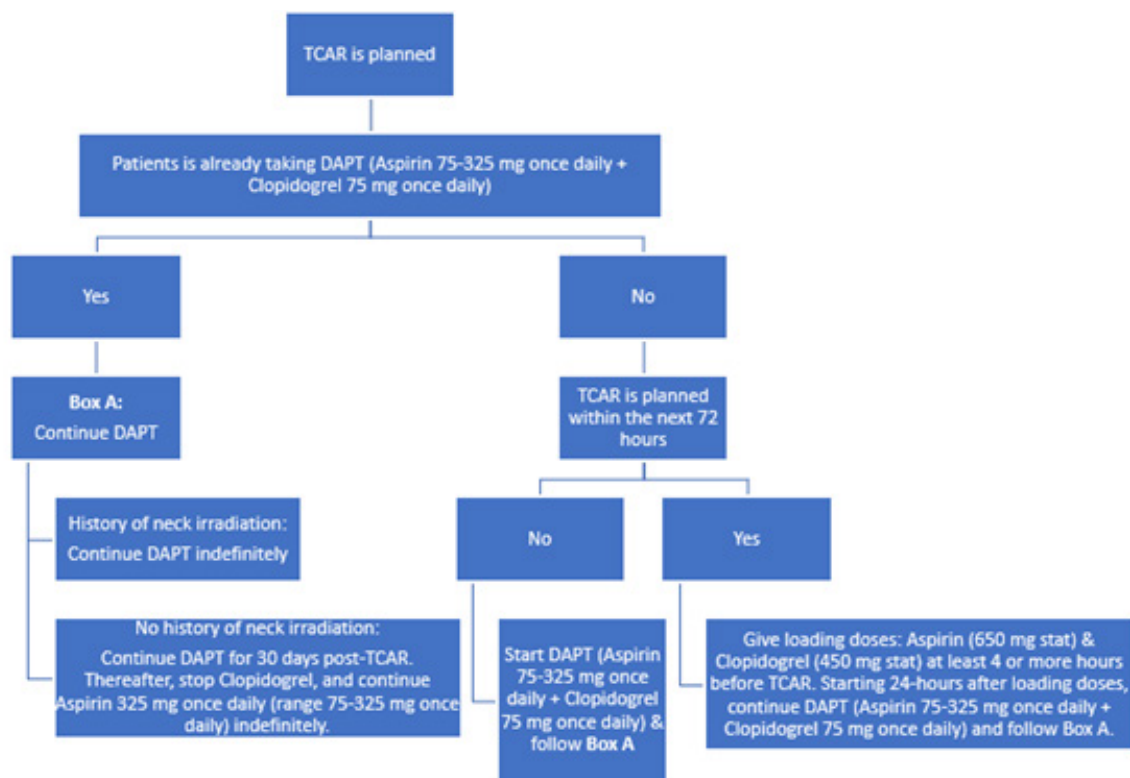 TCAR is planned
Patients is already taking DAPT (Aspirin 75-325 mg once daily +
Clopidogrel 75 mg once daily)
Yes
No
Box A:
Continue DAPT
TCAR is planned
within the next 72
hours
History of neck irradiation:
Continue DAPT indefinitely
No
Yes
No history of neck irradiation:
Continue DAPT for 30 days post-TCAR.
Thereafter, stop Clopidogrel, and continue
Aspirin 325 mg once daily (range 75-325 mg once
daily) indefinitely.
Start DAPT (Aspirin
75-325 mg once
daily + Clopidogrel
75 mg once daily) &
follow Box A
Give loading doses: Aspirin (650 mg stat) &
Clopidogrel (450 mg stat) at least 4 or more hours
before TCAR. Starting 24-hours after loading doses,
continue DAPT (Aspirin 75-325 mg once daily +
Clopidogrel 75 mg once daily) and follow Box A.